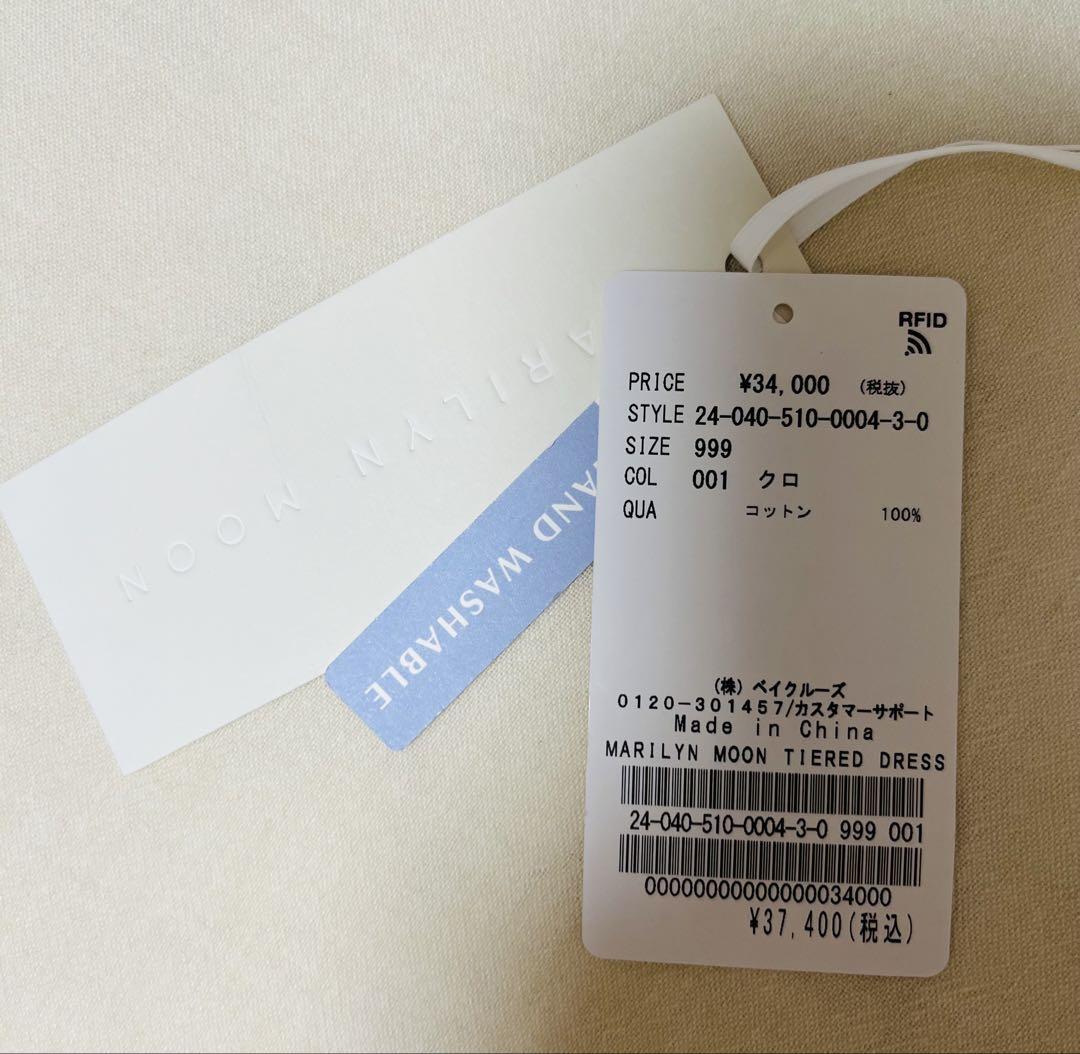 ARILYN MOON
HAND WASHABLE
RFID
PRICE ¥34,000 (税抜)
STYLE 24-040-510-0004-3-0
SIZE 999
COL 001 クロ
QUA コットン 100%
(株) ベイクルーズ
0120-301457/カスタマーサポート
Made in China
MARILYN MOON TIERED DRESS
24-040-510-0004-3-0 999 001
00000000000000034000
¥37,400(税込)